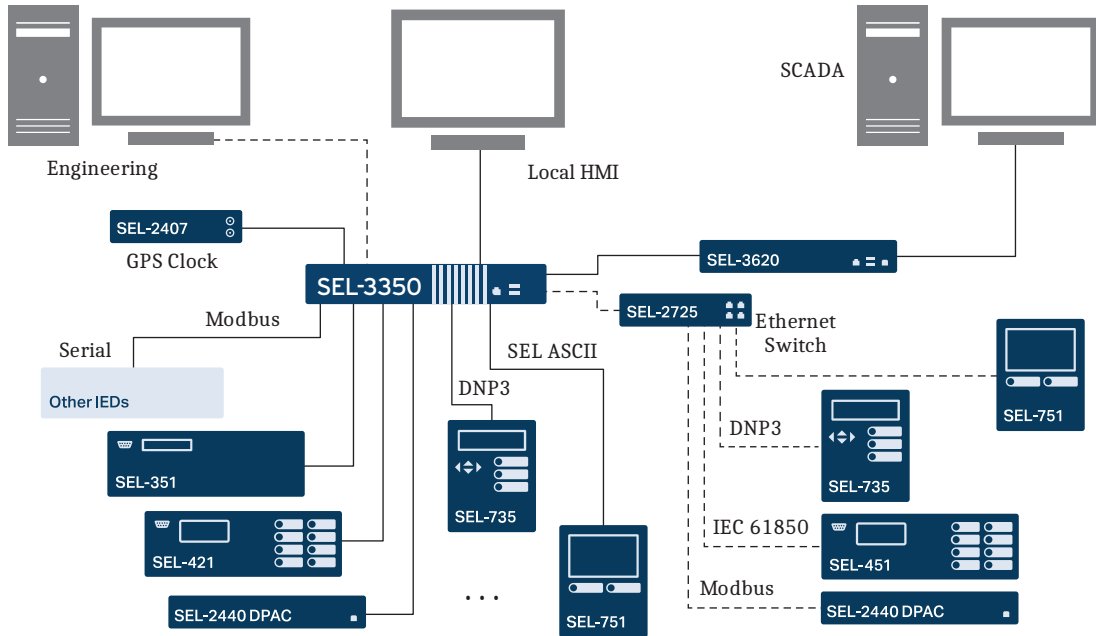 SCADA
Engineering
Local HMI
SEL-2407
GPS Clock
SEL-3620
SEL-3350
SEL-2725
Ethernet
Switch
Modbus
Serial
SEL ASCII
Other IEDs
DNP3
SEL-751
DNP3
SEL-351
SEL-735
SEL-735
IEC 61850
SEL-421
SEL-451
Modbus
...
SEL-2440 DPAC
SEL-751
SEL-2440 DPAC